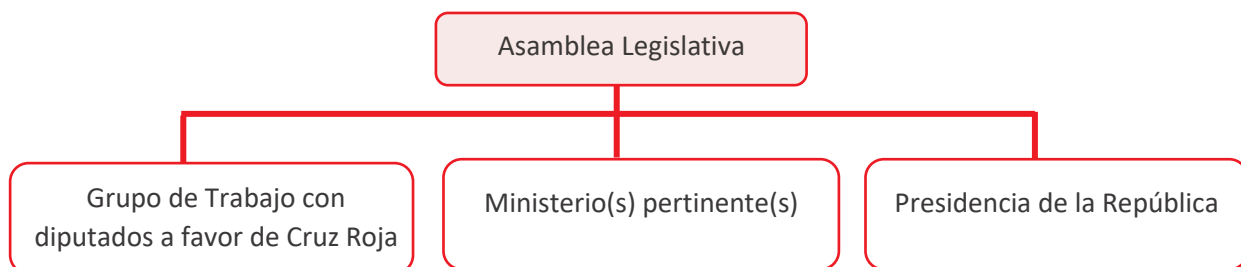 Asamblea Legislativa
Grupo de Trabajo con
diputados a favor de Cruz Roja
Ministerio(s) pertinente(s)
Presidencia de la República